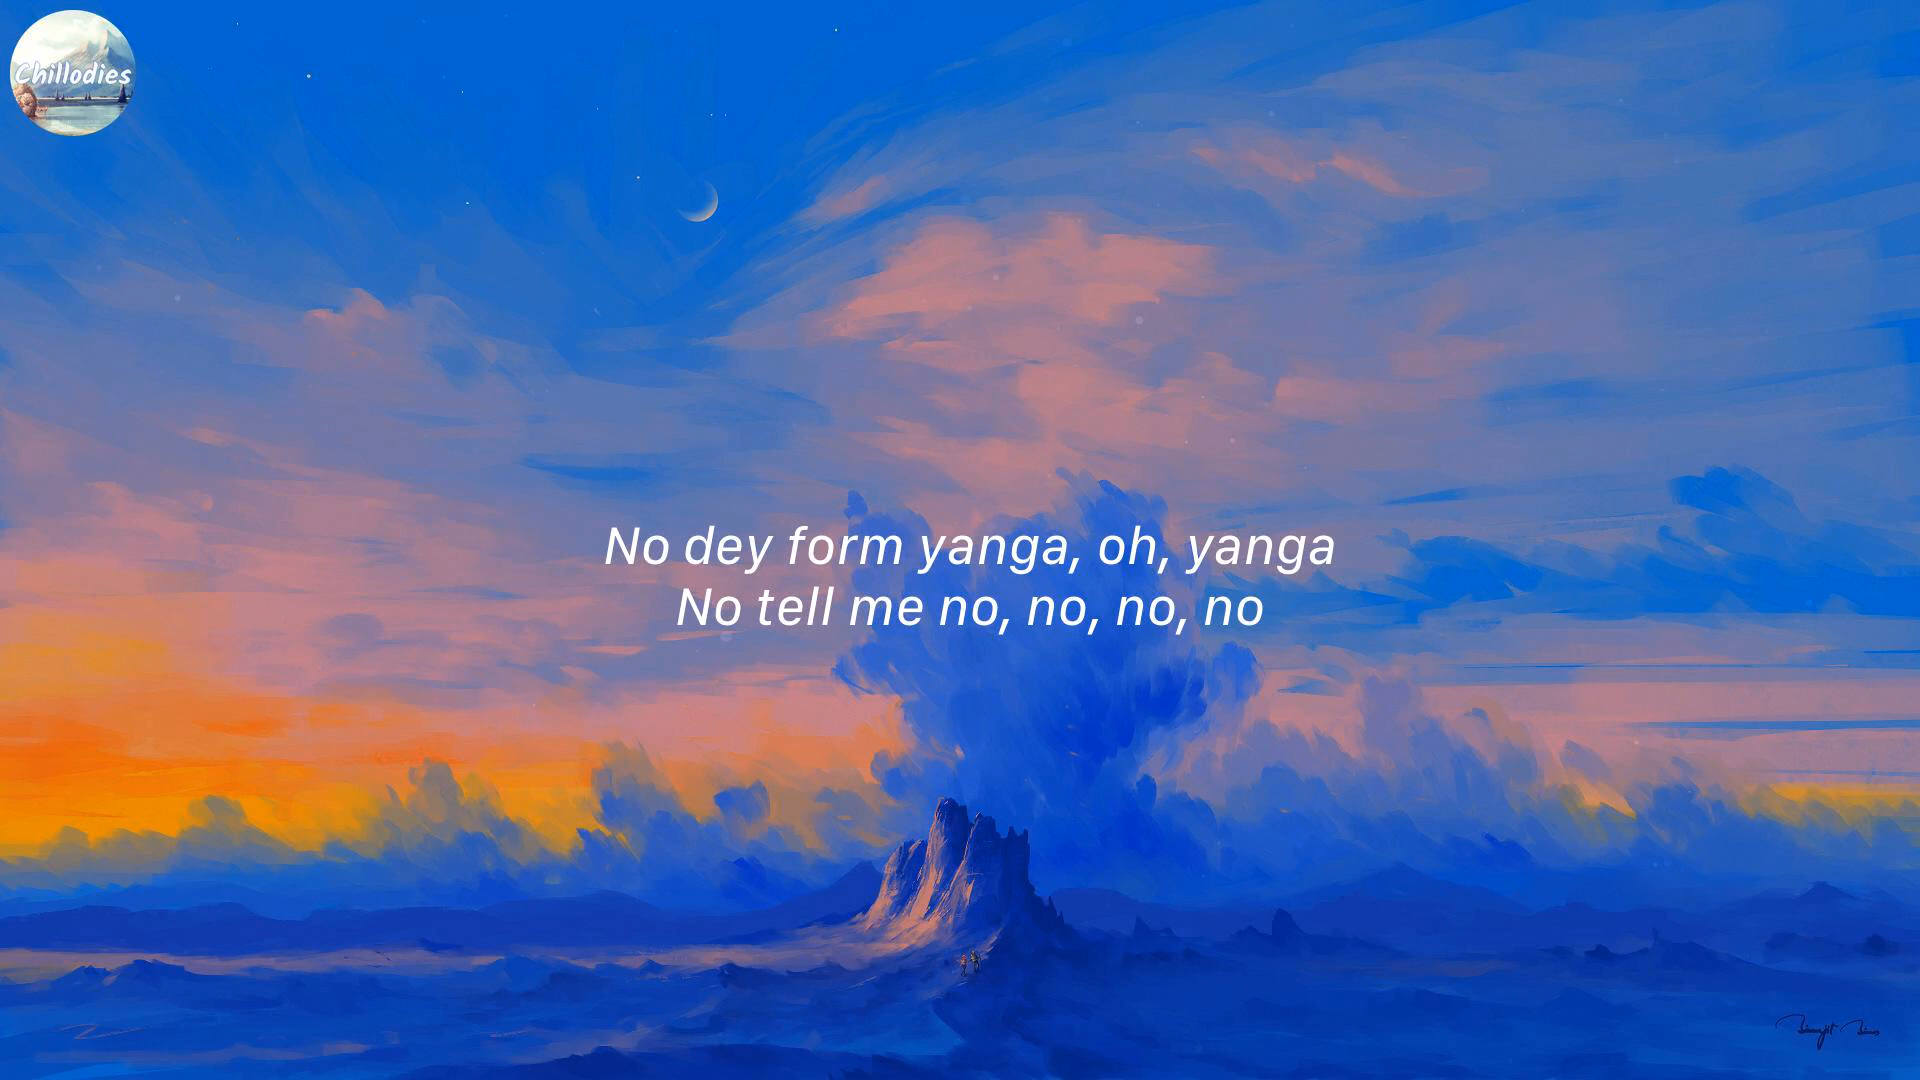 Chillodies
No dey form yanga, oh, yanga
No tell me no, no, no, no